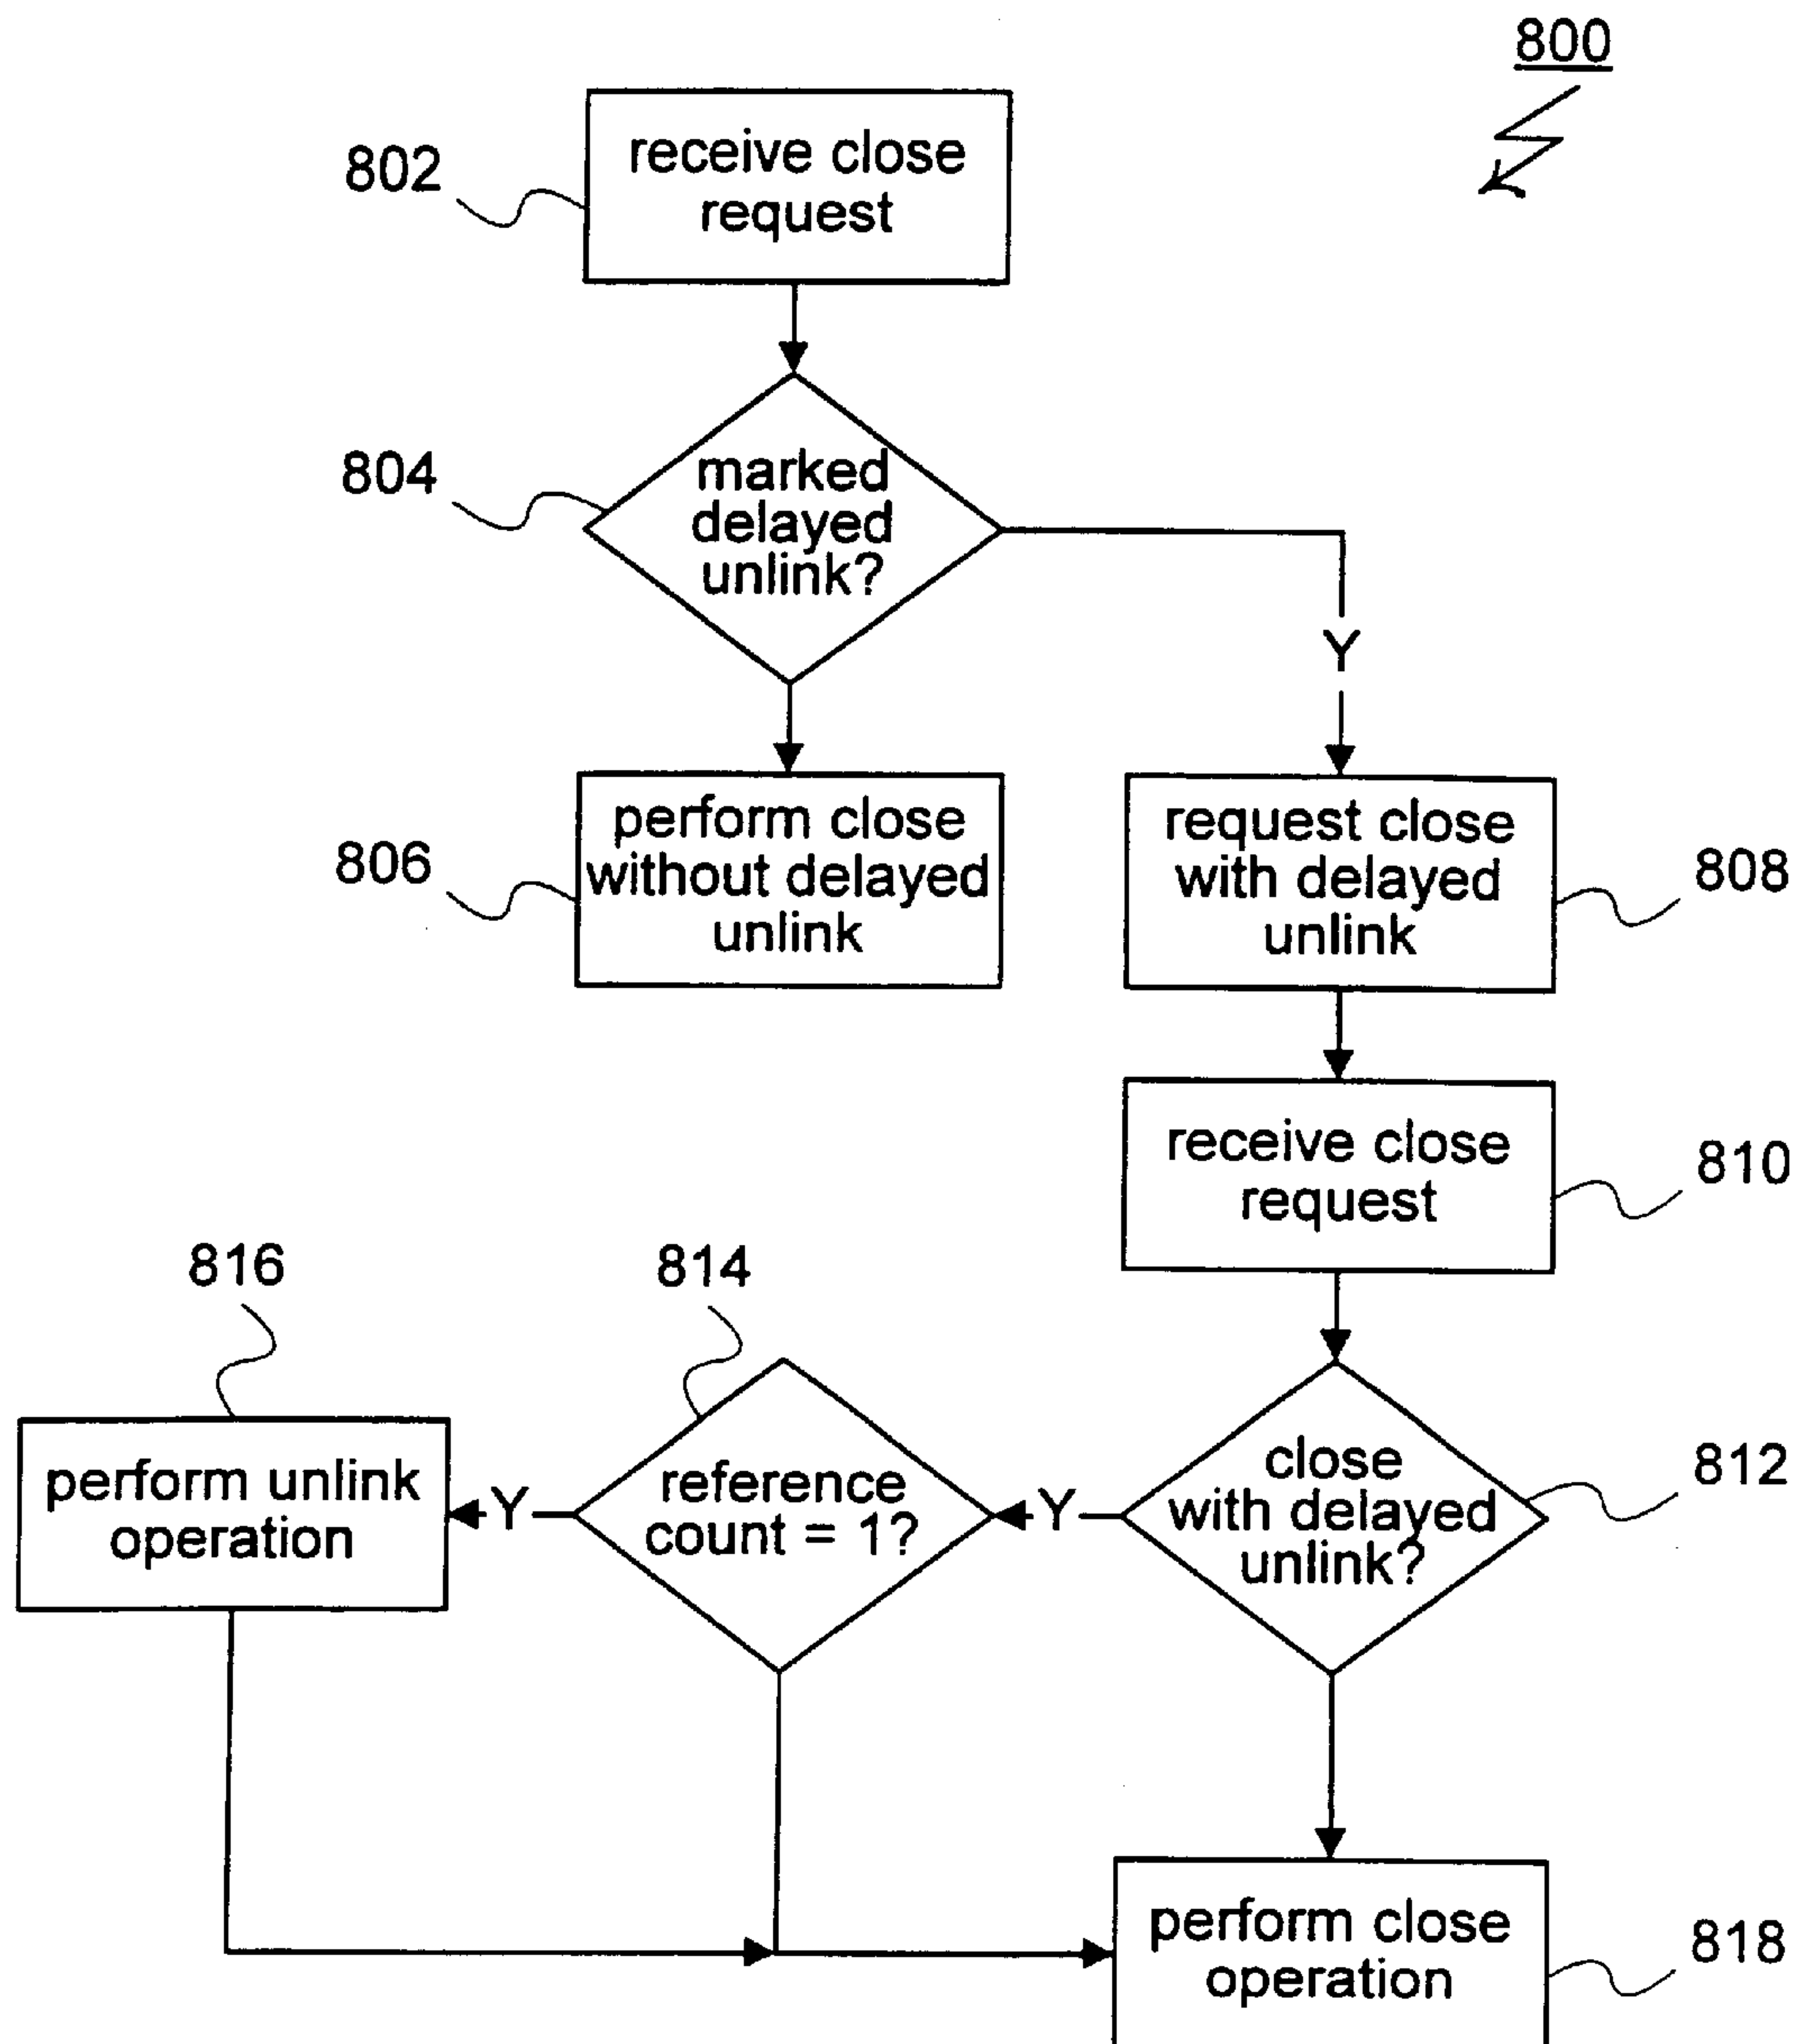 800
802
receive close
request
804
marked
delayed
unlink?
Y
806
perform close
without delayed
unlink
request close
with delayed
unlink
808
receive close
request
810
816
814
perform unlink
operation
Y
reference
count = 1?
Y
close
with delayed
unlink?
812
perform close
operation
818